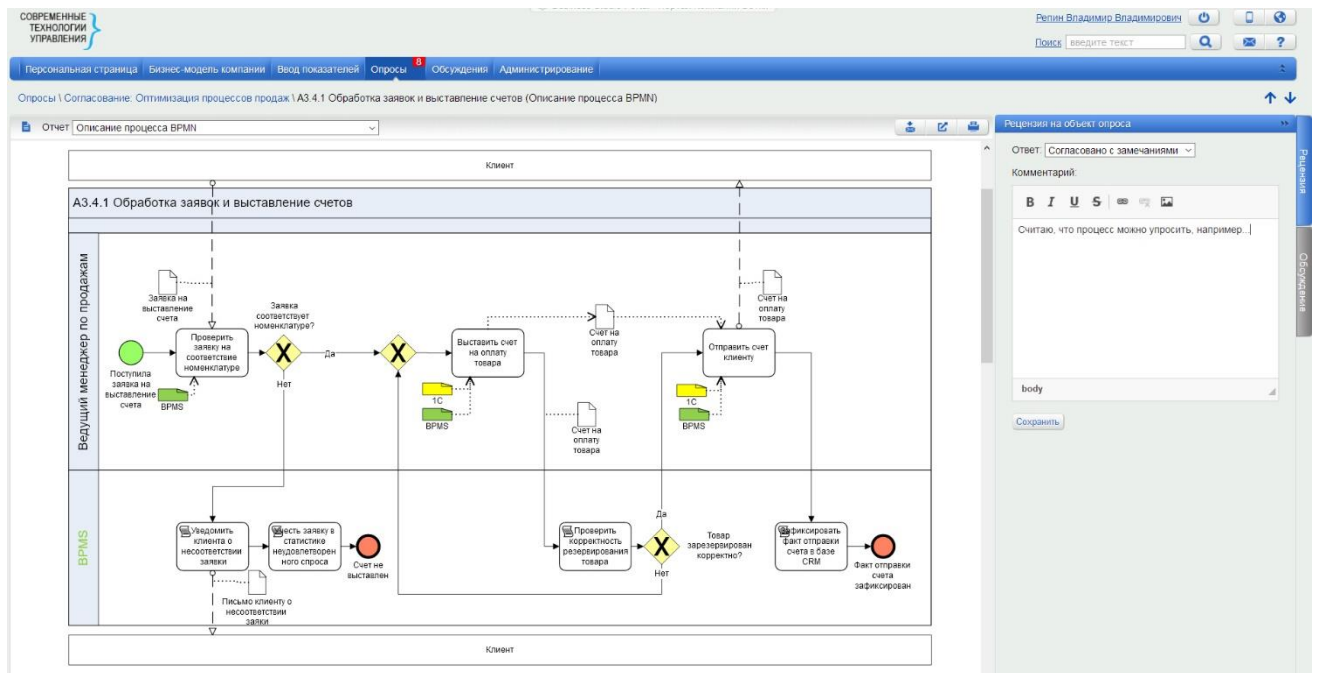 СОВРЕМЕННЫЕ
ТЕХНОЛОГИИ
УПРАВЛЕНИЯ
Репин Владимир Владимирович
Поиск введите текст
?
Персональная страница Бизнес-модель компании Ввод показателей Опросы 8 Обсуждения Администрирование
Опросы \ Согласование: Оптимизация процессов продаж \ А3.4.1 Обработка заявок и выставление счетов (Описание процесса BPMN)
Отчет Описание процесса BPMN
Рецензия на объект опроса
Ответ: Согласовано с замечаниями
Комментарий:
B I U S
Считаю, что процесс можно упросить, например...
body
Сохранить
Рецензия
Обсуждение
Клиент
А3.4.1 Обработка заявок и выставление счетов
Ведущий менеджер по продажам
Заявка на
выставление
счета
Заявка
соответствует
номенклатуре?
Поступила
заявка на
выставление
счета
Проверить
заявку на
соответствие
номенклатуре
BPMS
Да
Нет
Выставить счет
на оплату
товара
1С
BPMS
Счет на
оплату
товара
Счет на
оплату
товара
Отправить счет
клиенту
1С
BPMS
Счет на
оплату
товара
BPMS
Уведомить
клиента о
несоответствии
заявки
заявку в
статистике
неудовлетворен
ного спроса
Счет не
выставлен
Письмо клиенту о
несоответствии
заяки
Проверить
корректность
резервирования
товара
Да
Товар
зарезервирован
корректно?
Нет
факт отправки
счета в базе
CRM
Факт отправки
счета
зафиксирован
Клиент